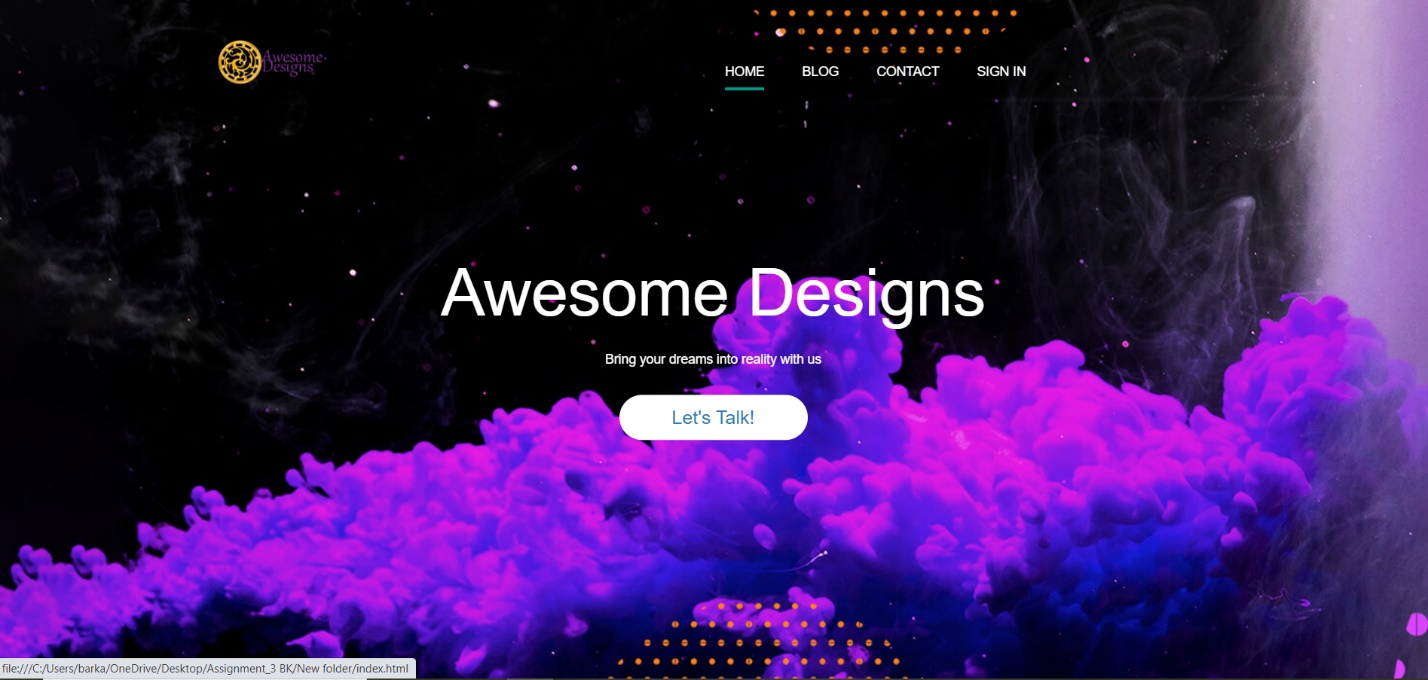 Awesome
Designs
HOME BLOG CONTACT SIGN IN
Awesome Designs
Bring your dreams into reality with us
Let's Talk!
file:///C:/Users/barka/OneDrive/Desktop/Assignment_3 BK/New folder/index.html